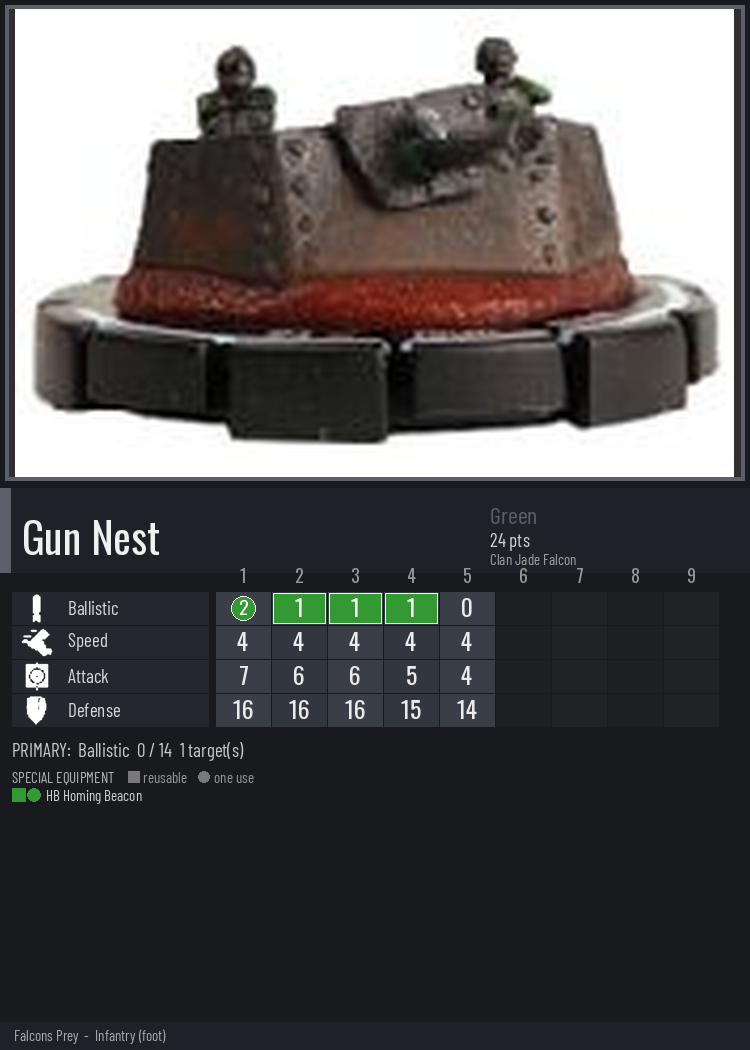 Gun Nest
Green
24 pts
Clan Jade Falcon
1 2 3 4 5 6 7 8 9
Ballistic 2 1 1 1 0
Speed 4 4 4 4 4
Attack 7 6 6 5 4
Defense 16 16 16 15 14
PRIMARY: Ballistic 0 / 14 1 target(s)
SPECIAL EQUIPMENT reusable one use
HB Homing Beacon
Falcons Prey - Infantry (foot)